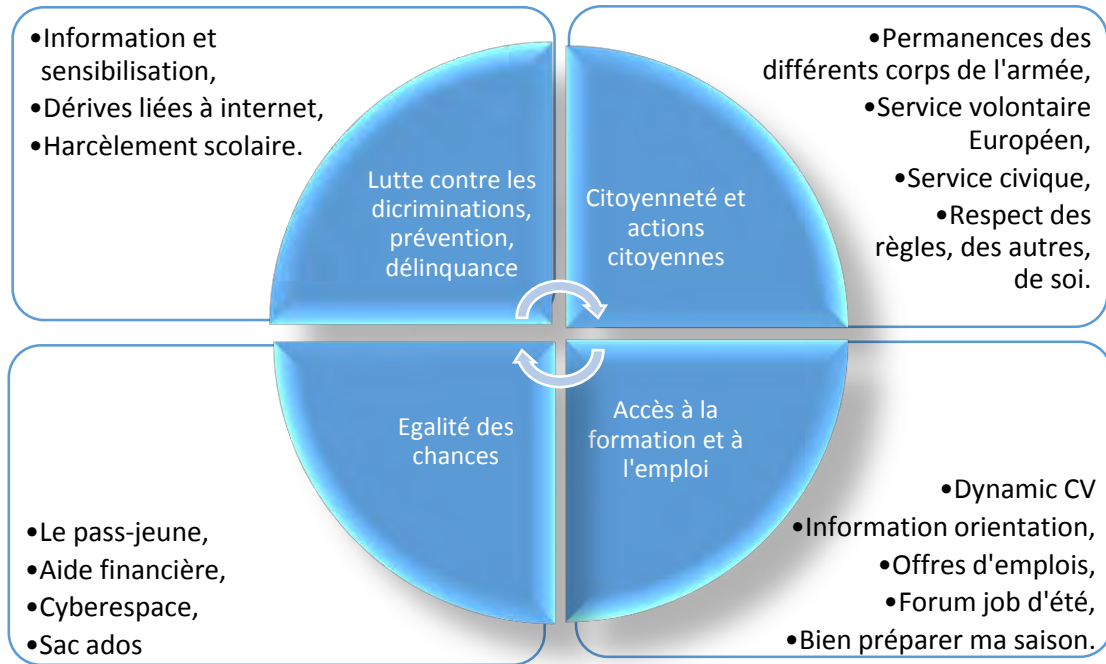 •Information et
sensibilisation,
•Dérives liées à internet,
•Harcèlement scolaire.
Lutte contre les
dicriminations,
prévention,
délinquance
•Permanences des
différents corps de l'armée,
•Service volontaire
Européen,
•Service civique,
•Respect des
règles, des autres,
de soi.
Citoyenneté et
actions
citoyennes
Egalité des
chances
•Le pass-jeune,
•Aide financière,
•Cyberespace,
•Sac ados
Accès à la
formation et à
l'emploi
•Dynamic CV
•Information orientation,
•Offres d'emplois,
•Forum job d'été,
•Bien préparer ma saison.